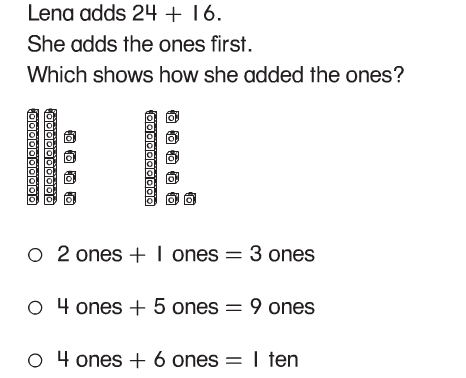 Lena adds 24 + 16.
She adds the ones first.
Which shows how she added the ones?
2 ones + 1 ones = 3 ones
4 ones + 5 ones = 9 ones
4 ones + 6 ones = 1 ten